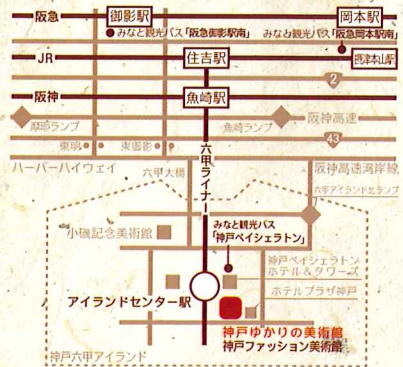 阪急
御影駅
岡本駅
みなと観光バス「阪急御影駅南」
みなと観光バス「阪急岡本駅南」
JR
住吉駅
摂津本山駅
2
阪神
魚崎駅
摩耶ランプ
魚崎ランプ
阪神高速
43
東明
東御影
ハーバーハイウェイ
六甲大橋
六甲ライナー
阪神高速湾岸線
六甲アイランド北ランプ
小磯記念美術館
みなと観光バス
「神戸ベイシェラトン」
神戸ベイシェラトン
ホテル&タワーズ
ホテルプラザ神戸
アイランドセンター駅
神戸ゆかりの美術館
神戸ファッション美術館
神戸六甲アイランド